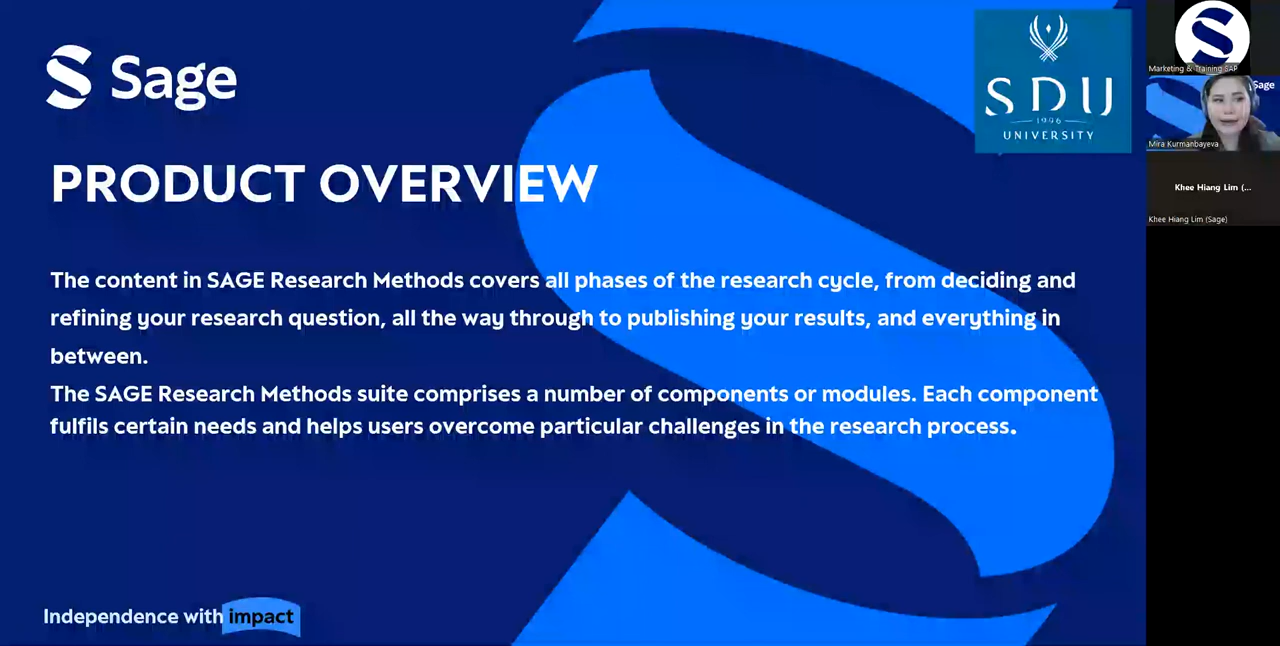 Sage
SDU
1996
UNIVERSITY
PRODUCT OVERVIEW
The content in SAGE Research Methods covers all phases of the research cycle, from deciding and
refining your research question, all the way through to publishing your results, and everything in
between.
The SAGE Research Methods suite comprises a number of components or modules. Each component
fulfils certain needs and helps users overcome particular challenges in the research process.
Independence with impact
Marketing & Training SAP
Sage
Mira Kurmanbayeva
Khee Hiang Lim (...
Khee Hiang Lim (Sage)